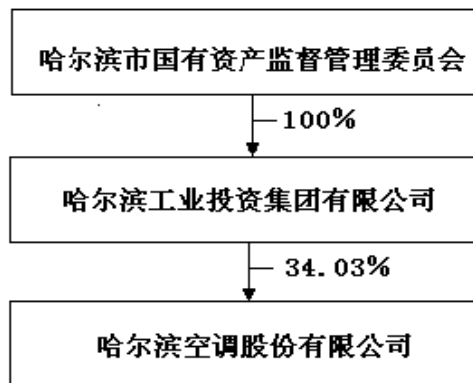 哈尔滨市国有资产监督管理委员会
100%
哈尔滨工业投资集团有限公司
34.03%
哈尔滨空调股份有限公司